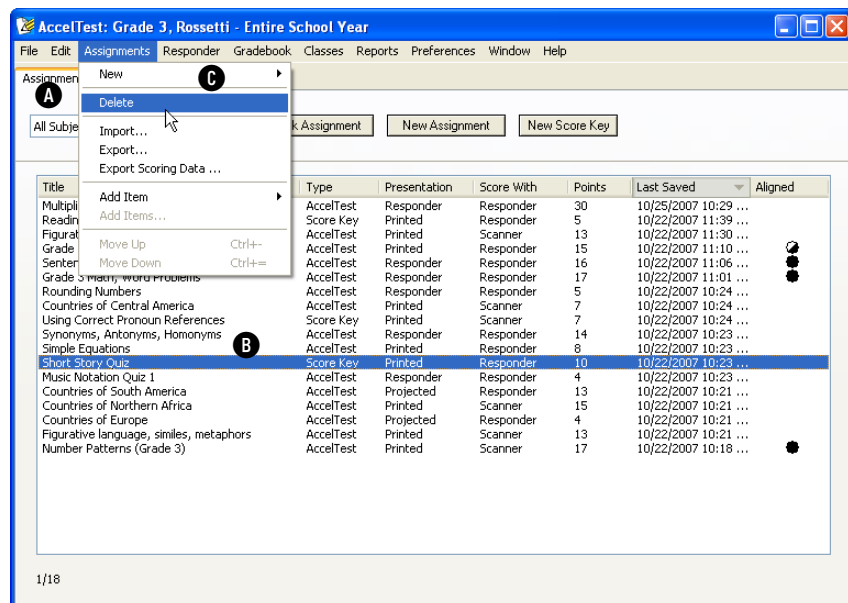 AccelTest: Grade 3, Rossetti - Entire School Year
File Edit Assignments Responder Gradebook Classes Reports Preferences Window Help
New C
A
Delete
All Subje Assignment New Assignment New Score Key
Import...
Export...
Export Scoring Data ...
Add Item
Add Items...
Move Up Ctrl+-
Move Down Ctrl+=
Title Type Presentation Score With Points Last Saved Aligned
Multipli AccelTest Responder Responder 30 10/25/2007 10:29 ...
Readin Score Key Printed Responder 5 10/22/2007 11:39 ...
Figurat AccelTest Printed Scanner 13 10/22/2007 11:30 ...
Grade AccelTest Printed Responder 15 10/22/2007 11:10 ...
Senten AccelTest Responder Responder 16 10/22/2007 11:06 ...
Grade 3 Math, Word Problems AccelTest Responder Responder 17 10/22/2007 11:01 ...
Rounding Numbers AccelTest Responder Responder 5 10/22/2007 10:24 ...
Countries of Central America AccelTest Printed Scanner 7 10/22/2007 10:24 ...
Using Correct Pronoun References Score Key Printed Scanner 7 10/22/2007 10:24 ...
Synonyms, Antonyms, Homonyms AccelTest Responder Responder 14 10/22/2007 10:23 ...
Simple Equations B AccelTest Printed Responder 8 10/22/2007 10:23 ...
Short Story Quiz Score Key Printed Responder 10 10/22/2007 10:23 ...
Music Notation Quiz 1 AccelTest Responder Responder 4 10/22/2007 10:23 ...
Countries of South America AccelTest Projected Responder 13 10/22/2007 10:21 ...
Countries of Northern Africa AccelTest Printed Scanner 15 10/22/2007 10:21 ...
Countries of Europe AccelTest Projected Responder 4 10/22/2007 10:21 ...
Figurative language, similes, metaphors AccelTest Printed Scanner 13 10/22/2007 10:21 ...
Number Patterns (Grade 3) AccelTest Printed Scanner 17 10/22/2007 10:18 ...
1/18